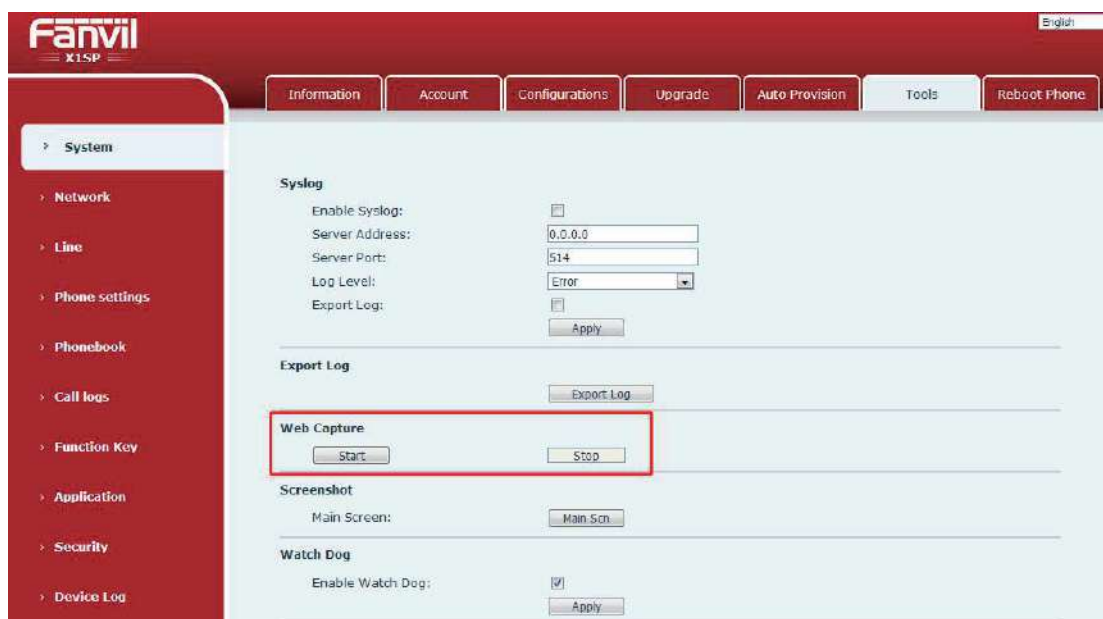 Fanvil
X1SP
English
Information Account Configurations Upgrade Auto Provision Tools Reboot Phone
› System
› Network
› Line
› Phone settings
› Phonebook
› Call logs
› Function Key
› Application
› Security
› Device Log
Syslog
Enable Syslog:
Server Address: 0.0.0.0
Server Port: 514
Log Level: Error
Export Log:
Apply
Export Log
Export Log
Web Capture
Start Stop
Screenshot
Main Screen: Main Scn
Watch Dog
Enable Watch Dog:
Apply